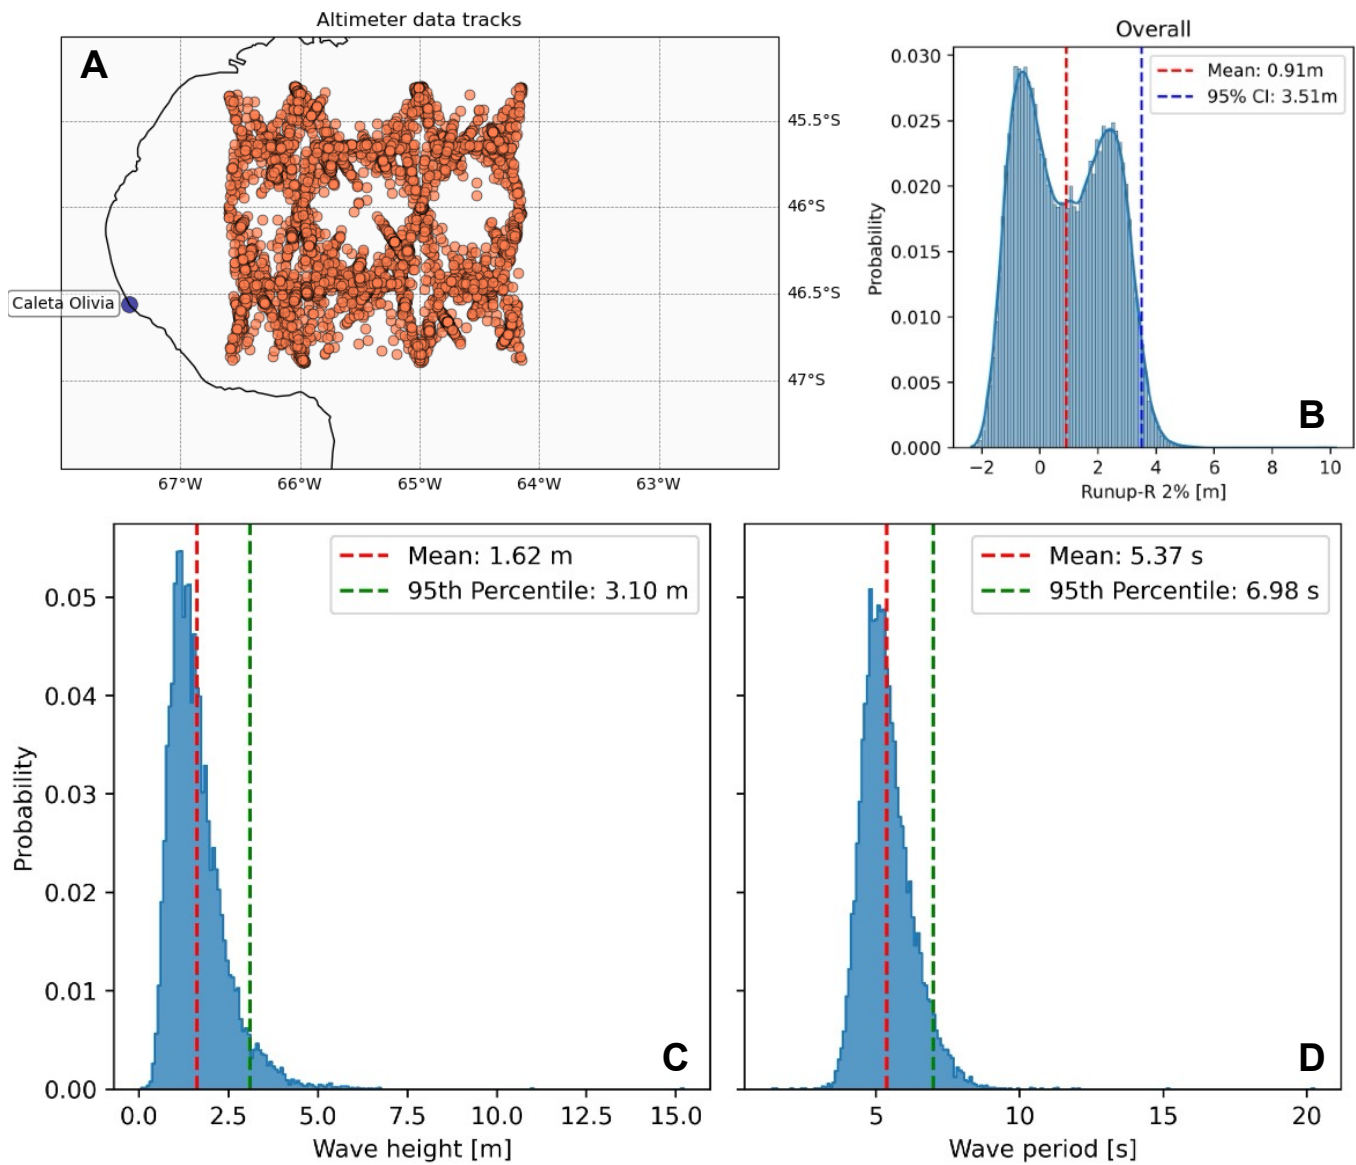 Altimeter data tracks
A
45.5°S
46°S
46.5°S
47°S
Caleta Olivia
67°W 66°W 65°W 64°W 63°W
Overall
Mean: 0.91m
95% CI: 3.51m
0.030
0.025
0.020
0.015
0.010
0.005
0.000
Probability
B
−2 0 2 4 6 8 10
Runup-R 2% [m]
Mean: 1.62 m
95th Percentile: 3.10 m
0.05
0.04
0.03
0.02
0.01
0.00
Probability
C
0.0 2.5 5.0 7.5 10.0 12.5 15.0
Wave height [m]
Mean: 5.37 s
95th Percentile: 6.98 s
D
5 10 15 20
Wave period [s]